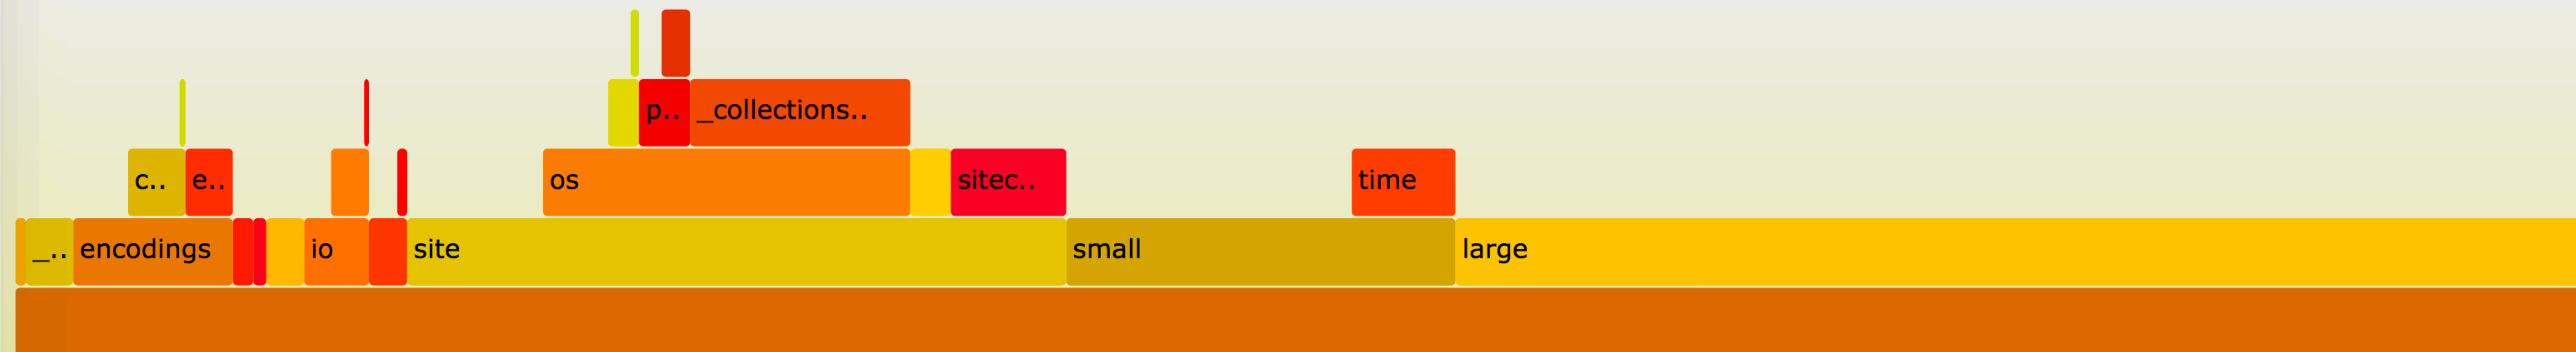 p.. _collections..
c.. e.. os sitec.. time
_.. encodings io site small large